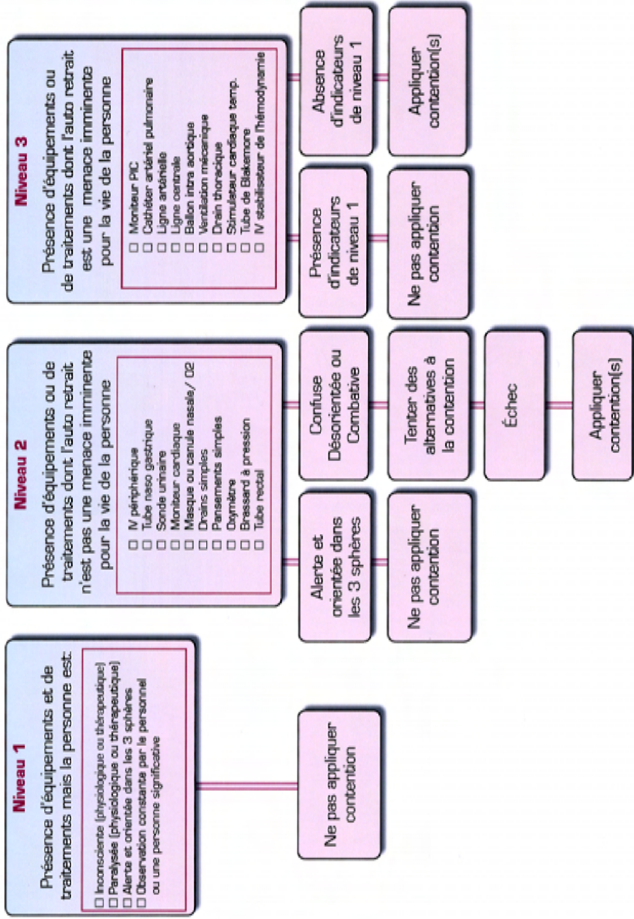 Niveau 1
Présence d'équipements et de
traitements mais la personne est:
□ Inconsciente (physiologique ou thérapeutique)
□ Paralysée (physiologique ou thérapeutique)
□ Alerte et orientée dans les 3 sphères
□ Observation constante par le personnel
ou une personne significative
Ne pas appliquer
contention
Niveau 2
Présence d'équipements ou de
traitements dont l'auto retrait
n'est pas une menace imminente
pour la vie de la personne
□ IV périphérique
□ Tube naso gastrique
□ Sonde urinaire
□ Moniteur cardiaque
□ Masque ou canule nasale/ O2
□ Drains simples
□ Pansements simples
□ Oxymètre
□ Brassard à pression
□ Tube rectal
Alerte et
orientée dans
les 3 sphères
Ne pas appliquer
contention
Confuse
Désorientée ou
Combative
Tenter des
alternatives à
la contention
Échec
Appliquer
contention(s)
Niveau 3
Présence d'équipements ou
de traitements dont l'auto retrait
est une menace imminente
pour la vie de la personne
□ Moniteur PIC
□ Cathéter artériel pulmonaire
□ Ligne artérielle
□ Ligne centrale
□ Ballon intra aortique
□ Ventilation mécanique
□ Drain thoracique
□ Stimulateur cardiaque temp.
□ Tube de Blakemore
□ IV stabilisateur de l'hémodynamie
Présence
d'indicateurs
de niveau 1
Ne pas appliquer
contention
Absence
d'indicateurs
de niveau 1
Appliquer
contention(s)